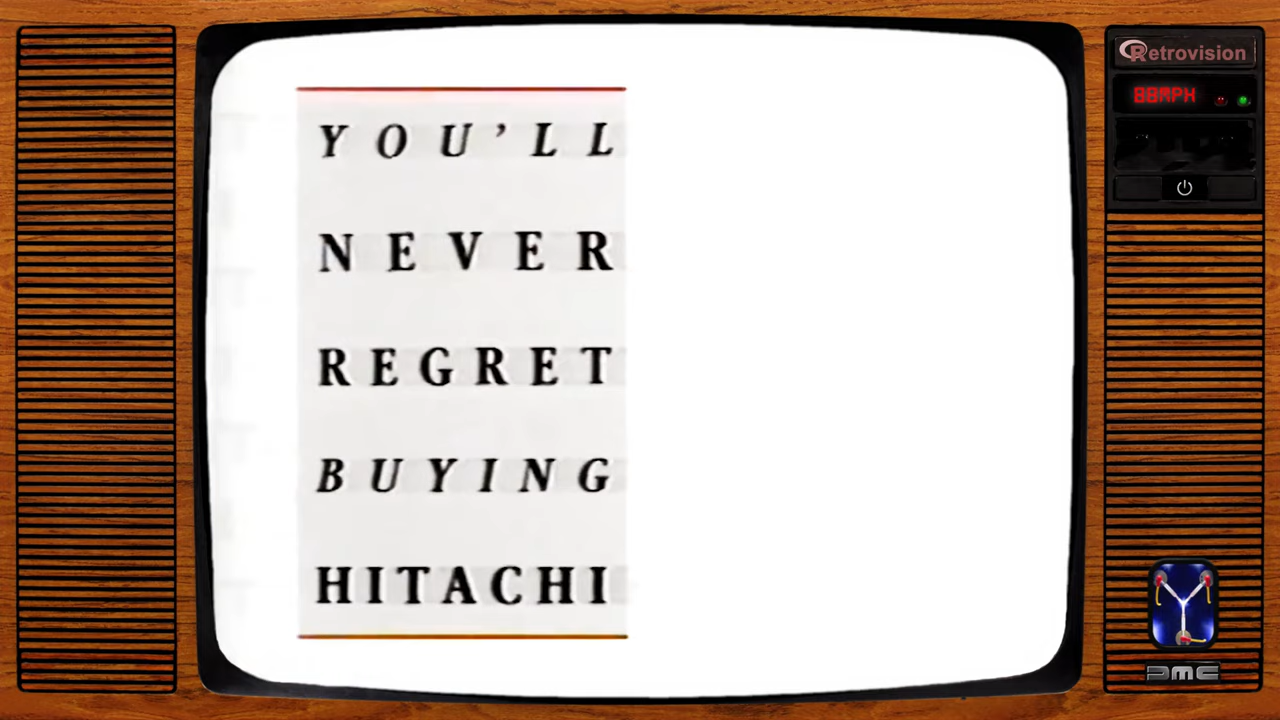 YOU'LL
NEVER
REGRET
BUYING
HITACHI
Retrovision
88MPH
DMC